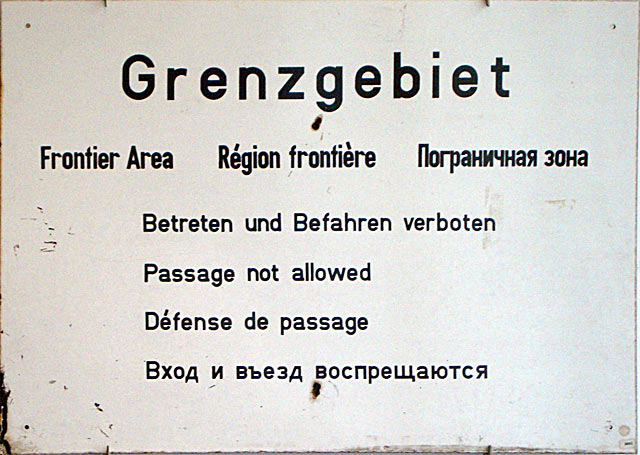 Grenzgebiet
Frontier Area Région frontière Пограничная зона
Betreten und Befahren verboten
Passage not allowed
Défense de passage
Вход и въезд воспрещаются